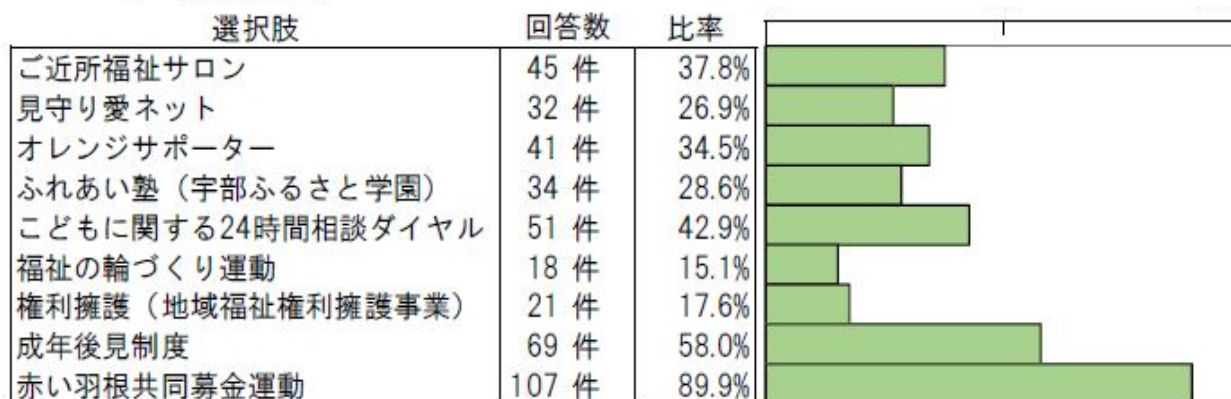 選択肢 回答数 比率
ご近所福祉サロン 45 件 37.8%
見守り愛ネット 32 件 26.9%
オレンジサポーター 41 件 34.5%
ふれあい塾（宇部ふるさと学園） 34 件 28.6%
こどもに関する24時間相談ダイヤル 51 件 42.9%
福祉の輪づくり運動 18 件 15.1%
権利擁護（地域福祉権利擁護事業） 21 件 17.6%
成年後見制度 69 件 58.0%
赤い羽根共同募金運動 107 件 89.9%